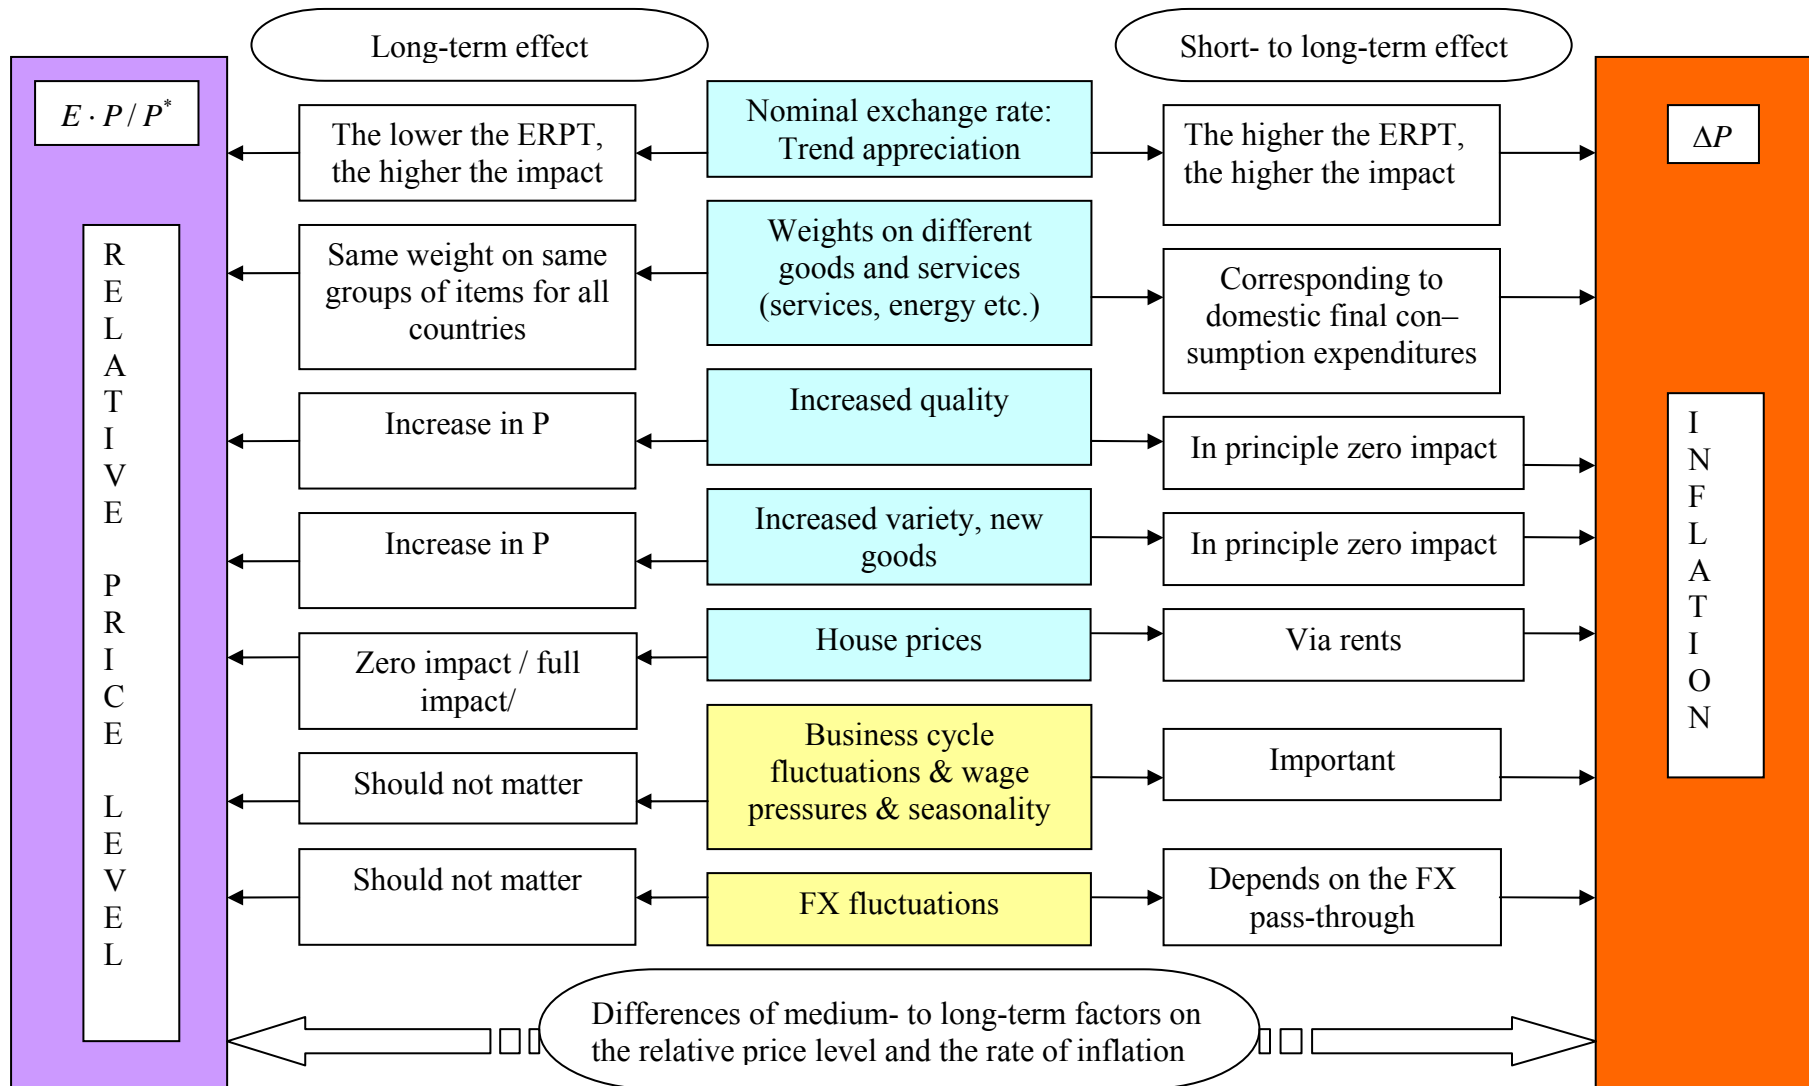 Long-term effect
Short- to long-term effect
E · P / P*
ΔP
The lower the ERPT,
the higher the impact
Nominal exchange rate:
Trend appreciation
The higher the ERPT,
the higher the impact
Same weight on same
groups of items for all
countries
Weights on different
goods and services
(services, energy etc.)
Corresponding to
domestic final con–
sumption expenditures
Increase in P
Increased quality
In principle zero impact
Increase in P
Increased variety, new
goods
In principle zero impact
Zero impact / full
impact/
House prices
Via rents
Should not matter
Business cycle
fluctuations & wage
pressures & seasonality
Important
Should not matter
FX fluctuations
Depends on the FX
pass-through
RELATIVE PRICE LEVEL
INFLATION
Differences of medium- to long-term factors on
the relative price level and the rate of inflation